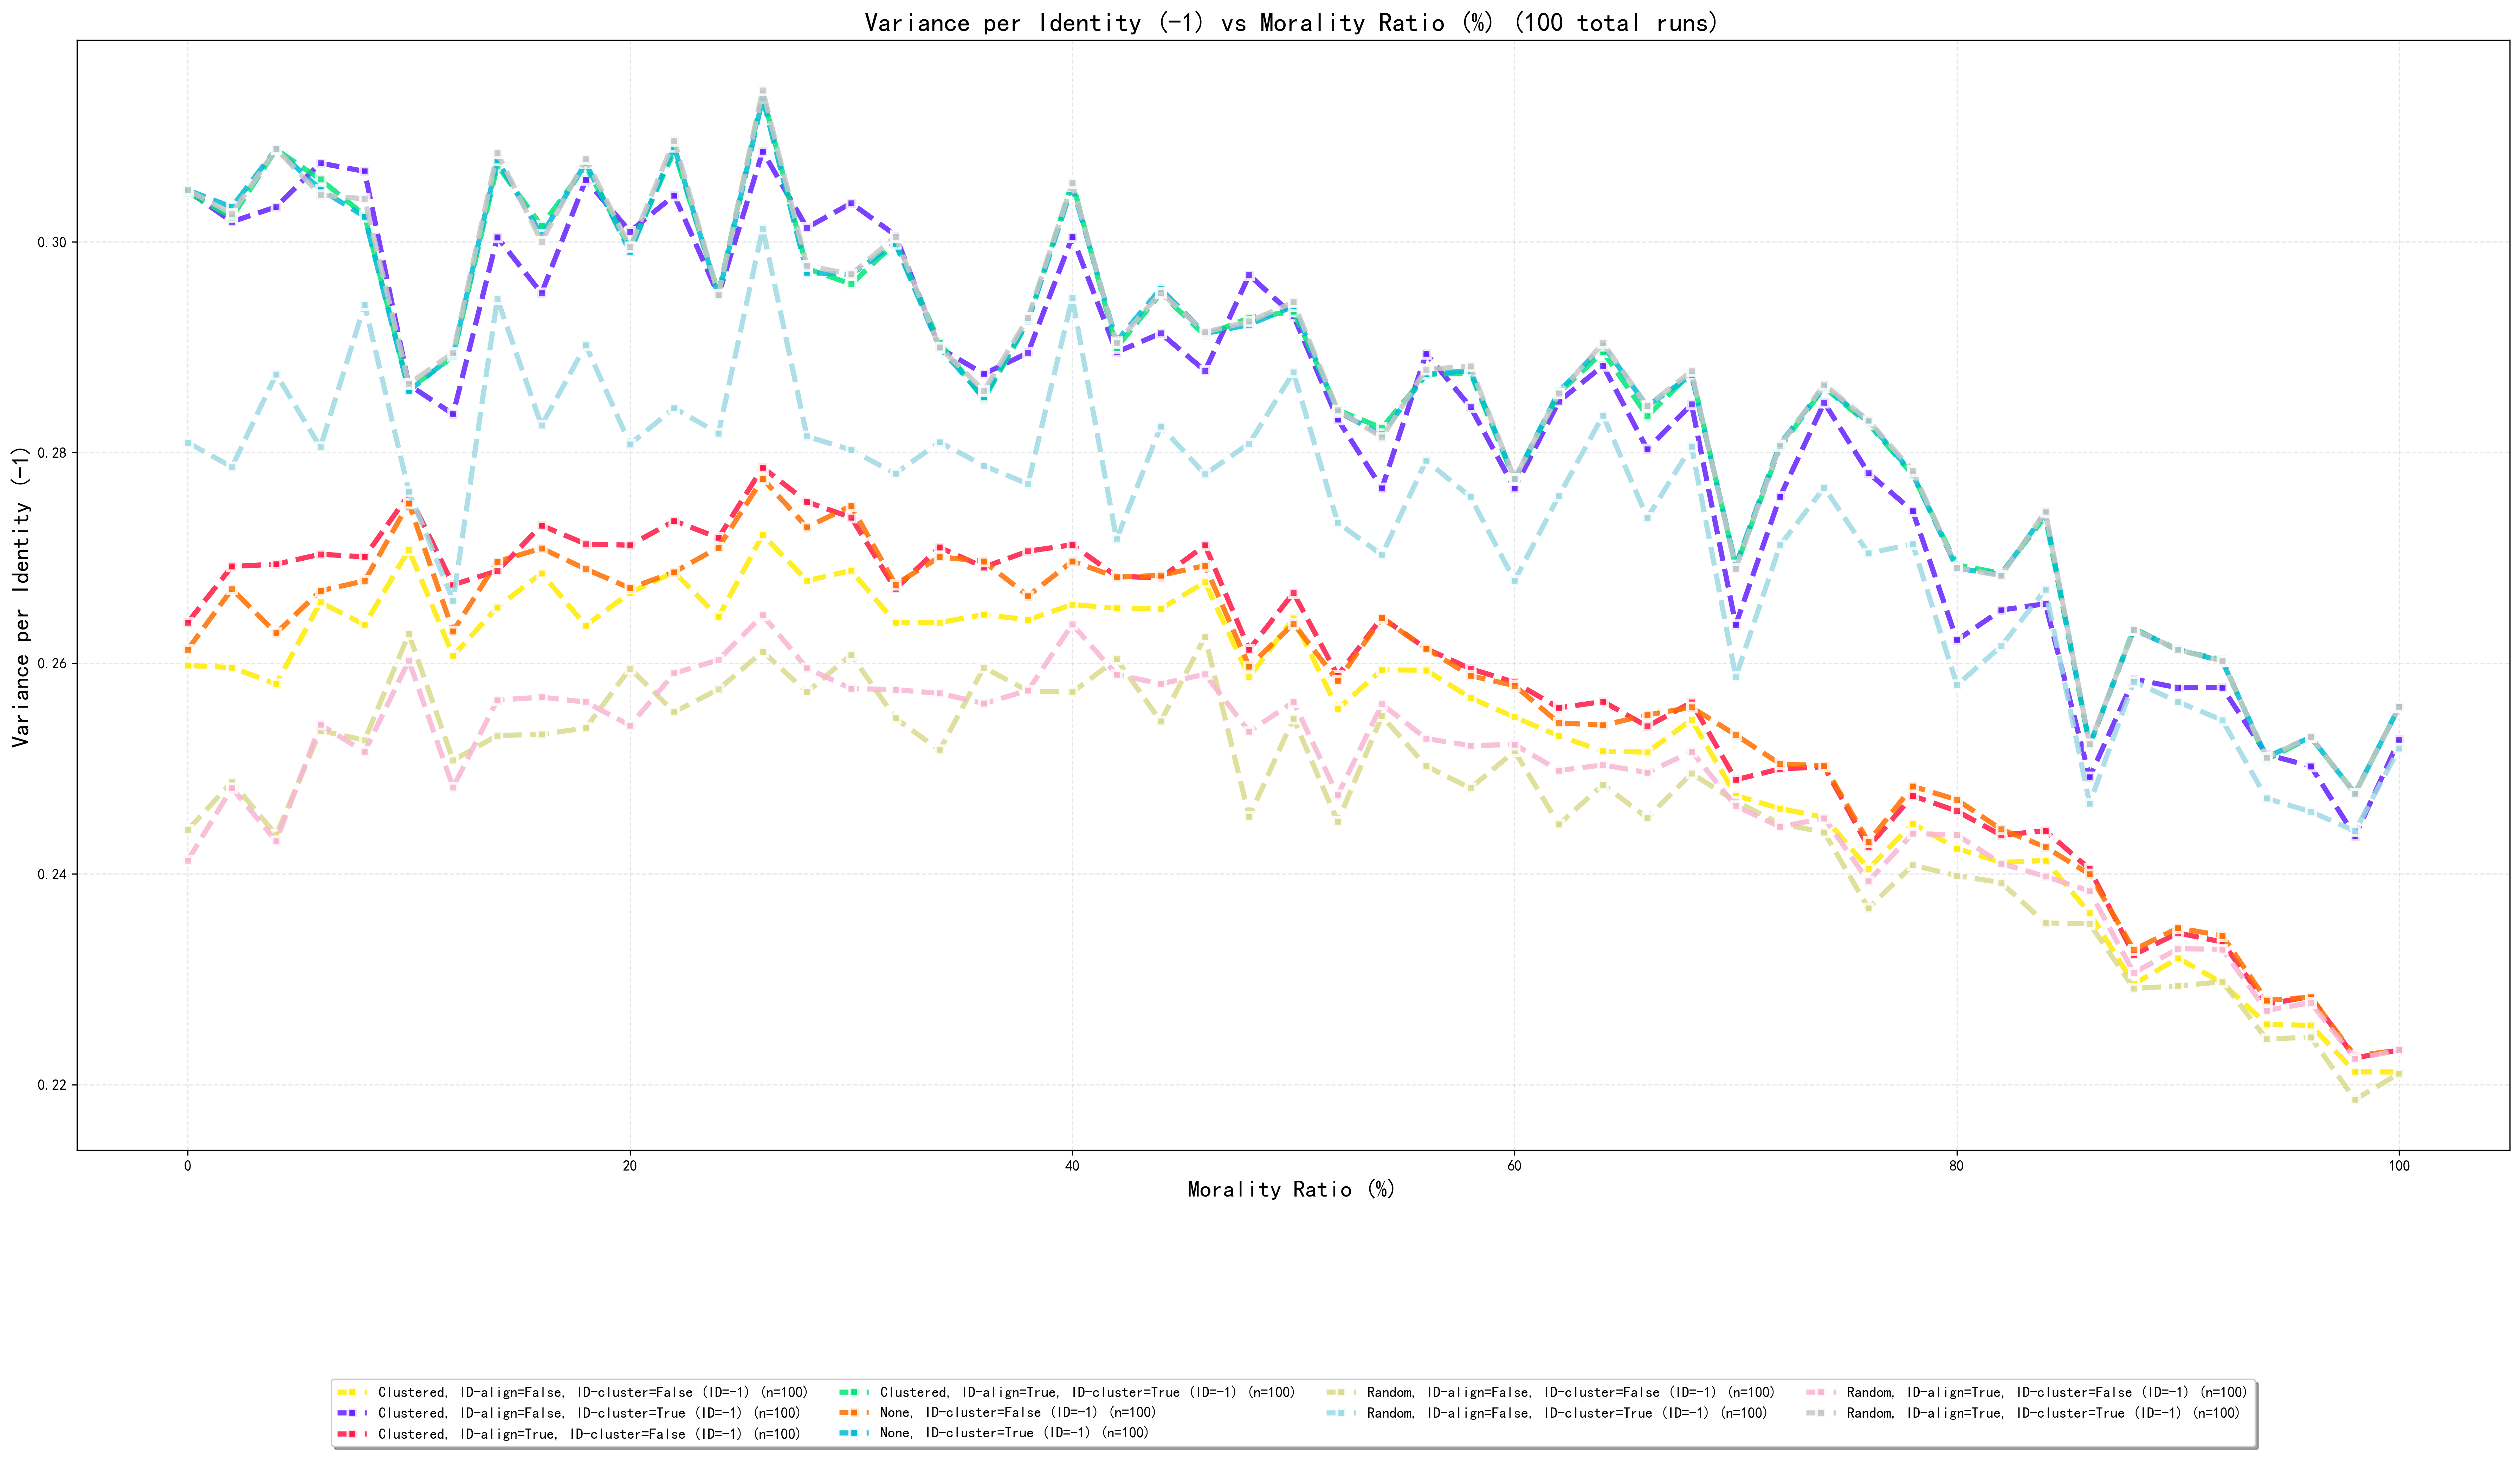 Variance per Identity (-1) vs Morality Ratio (%) (100 total runs)
Variance per Identity (-1)
0.30
0.28
0.26
0.24
0.22
0
20
40
60
80
100
Morality Ratio (%)
Clustered, ID-align=False, ID-cluster=False (ID=-1) (n=100)
Clustered, ID-align=False, ID-cluster=True (ID=-1) (n=100)
Clustered, ID-align=True, ID-cluster=False (ID=-1) (n=100)
Clustered, ID-align=True, ID-cluster=True (ID=-1) (n=100)
None, ID-cluster=False (ID=-1) (n=100)
None, ID-cluster=True (ID=-1) (n=100)
Random, ID-align=False, ID-cluster=False (ID=-1) (n=100)
Random, ID-align=False, ID-cluster=True (ID=-1) (n=100)
Random, ID-align=True, ID-cluster=False (ID=-1) (n=100)
Random, ID-align=True, ID-cluster=True (ID=-1) (n=100)